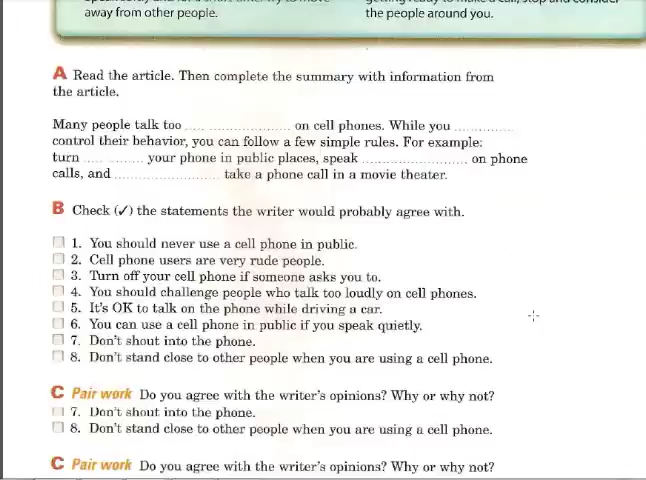 away from other people.
the people around you.
A Read the article. Then complete the summary with information from
the article.
Many people talk too ........................ on cell phones. While you ..............
control their behavior, you can follow a few simple rules. For example:
turn .............. your phone in public places, speak ........................ on phone
calls, and ........................ take a phone call in a movie theater.
B Check (✓) the statements the writer would probably agree with.
1. You should never use a cell phone in public.
2. Cell phone users are very rude people.
3. Turn off your cell phone if someone asks you to.
4. You should challenge people who talk too loudly on cell phones.
5. It's OK to talk on the phone while driving a car.
6. You can use a cell phone in public if you speak quietly.
7. Don't shout into the phone.
8. Don't stand close to other people when you are using a cell phone.
C Pair work Do you agree with the writer's opinions? Why or why not?
7. Don't shout into the phone.
8. Don't stand close to other people when you are using a cell phone.
C Pair work Do you agree with the writer's opinions? Why or why not?